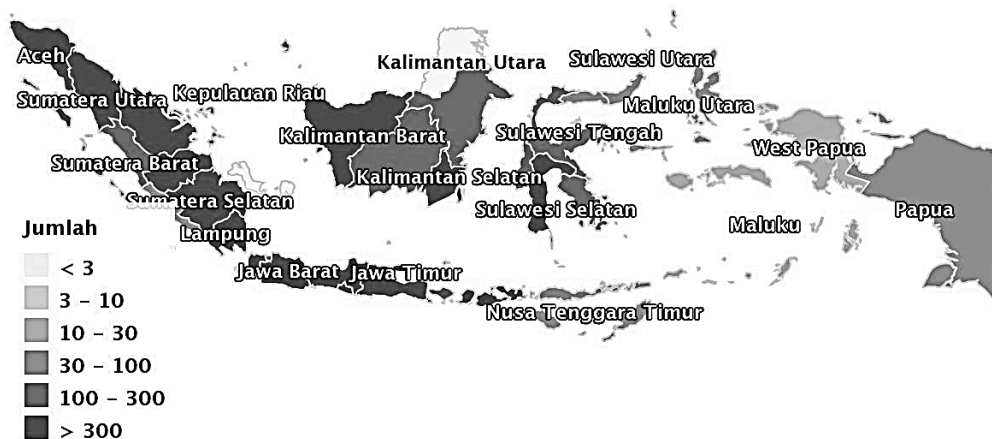 Aceh
Sumatera Utara
Kepulauan Riau
Kalimantan Utara
Sulawesi Utara
Maluku Utara
Kalimantan Barat
Sulawesi Tengah
West Papua
Sumatera Barat
Kalimantan Selatan
Sumatera Selatan
Sulawesi Selatan
Papua
Lampung
Maluku
Jawa Barat
Jawa Timur
Nusa Tenggara Timur
Jumlah
< 3
3 – 10
10 – 30
30 – 100
100 – 300
> 300